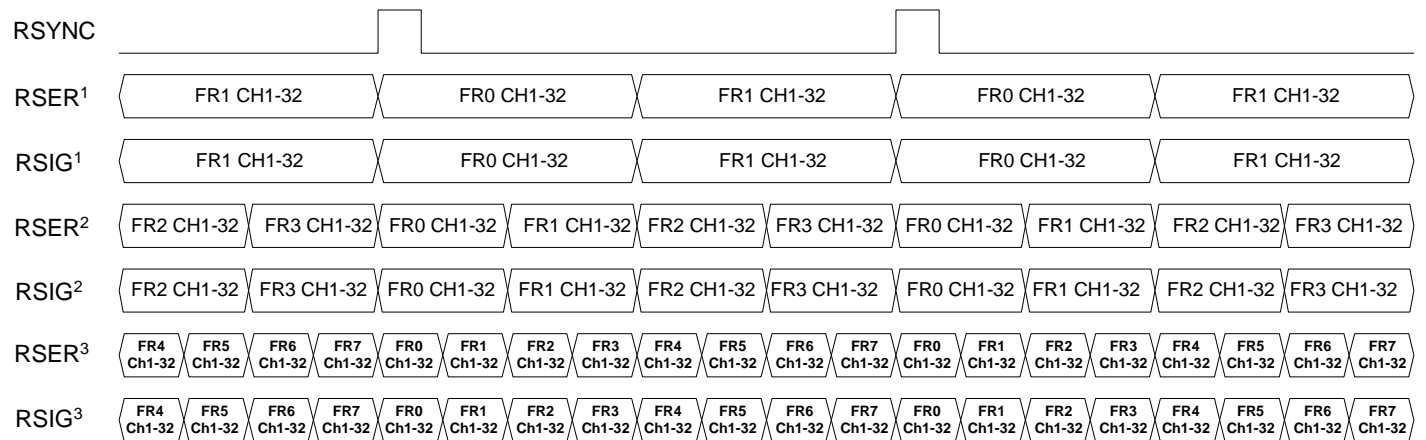 RSYNC
RSER¹ FR1 CH1-32 FR0 CH1-32 FR1 CH1-32 FR0 CH1-32 FR1 CH1-32
RSIG¹ FR1 CH1-32 FR0 CH1-32 FR1 CH1-32 FR0 CH1-32 FR1 CH1-32
RSER² FR2 CH1-32 FR3 CH1-32 FR0 CH1-32 FR1 CH1-32 FR2 CH1-32 FR3 CH1-32 FR0 CH1-32 FR1 CH1-32 FR2 CH1-32 FR3 CH1-32
RSIG² FR2 CH1-32 FR3 CH1-32 FR0 CH1-32 FR1 CH1-32 FR2 CH1-32 FR3 CH1-32 FR0 CH1-32 FR1 CH1-32 FR2 CH1-32 FR3 CH1-32
FR4 FR5 FR6 FR7 FR0 FR1 FR2 FR3 FR4 FR5 FR6 FR7 FR0 FR1 FR2 FR3 FR4 FR5 FR6 FR7
RSER³ Ch1-32 Ch1-32 Ch1-32 Ch1-32 Ch1-32 Ch1-32 Ch1-32 Ch1-32 Ch1-32 Ch1-32 Ch1-32 Ch1-32 Ch1-32 Ch1-32 Ch1-32 Ch1-32 Ch1-32 Ch1-32 Ch1-32 Ch1-32
FR4 FR5 FR6 FR7 FR0 FR1 FR2 FR3 FR4 FR5 FR6 FR7 FR0 FR1 FR2 FR3 FR4 FR5 FR6 FR7
RSIG³ Ch1-32 Ch1-32 Ch1-32 Ch1-32 Ch1-32 Ch1-32 Ch1-32 Ch1-32 Ch1-32 Ch1-32 Ch1-32 Ch1-32 Ch1-32 Ch1-32 Ch1-32 Ch1-32 Ch1-32 Ch1-32 Ch1-32 Ch1-32